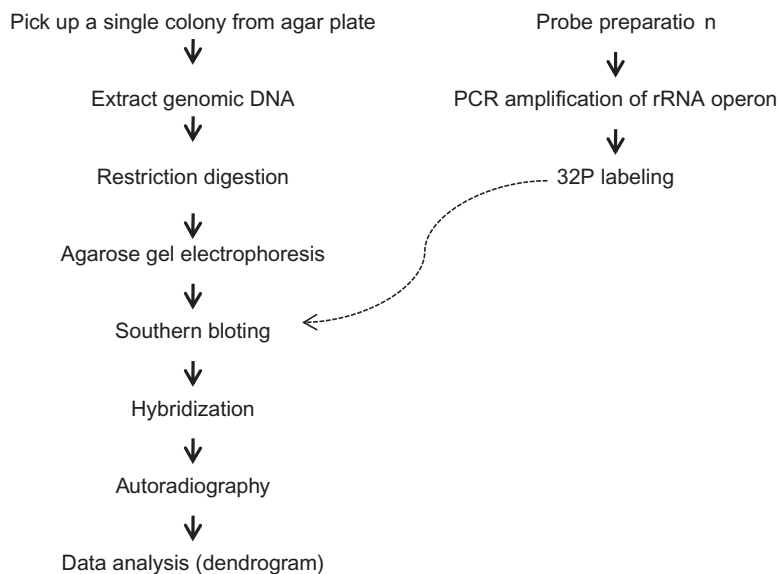 Pick up a single colony from agar plate
Extract genomic DNA
Restriction digestion
Agarose gel electrophoresis
Southern bloting
Hybridization
Autoradiography
Data analysis (dendrogram)
Probe preparatio n
PCR amplification of rRNA operon
32P labeling